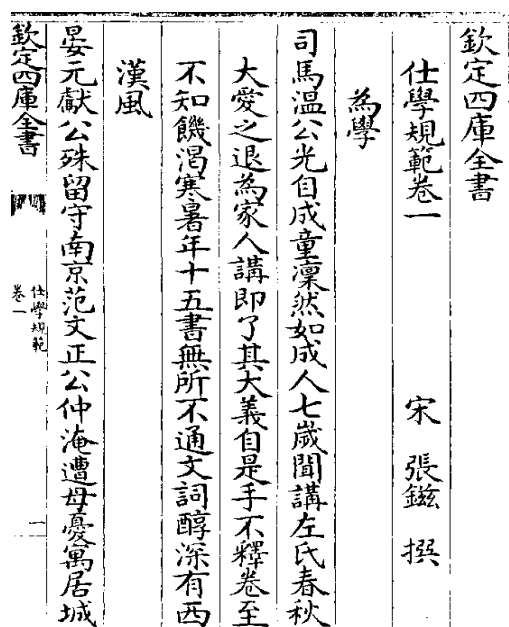 欽定四庫全書
仕學規範卷一
宋 張鎡 撰
為學
司馬溫公光自成童凜然如成人七歲聞講左氏春秋
大愛之退為家人講即了其大義自是手不釋卷至
不知飢渴寒暑年十五書無所不通文詞醇深有西
漢風
晏元獻公殊留守南京范文正公仲淹遭母憂寓居城
欽定四庫全書
仕學規範
卷一
一